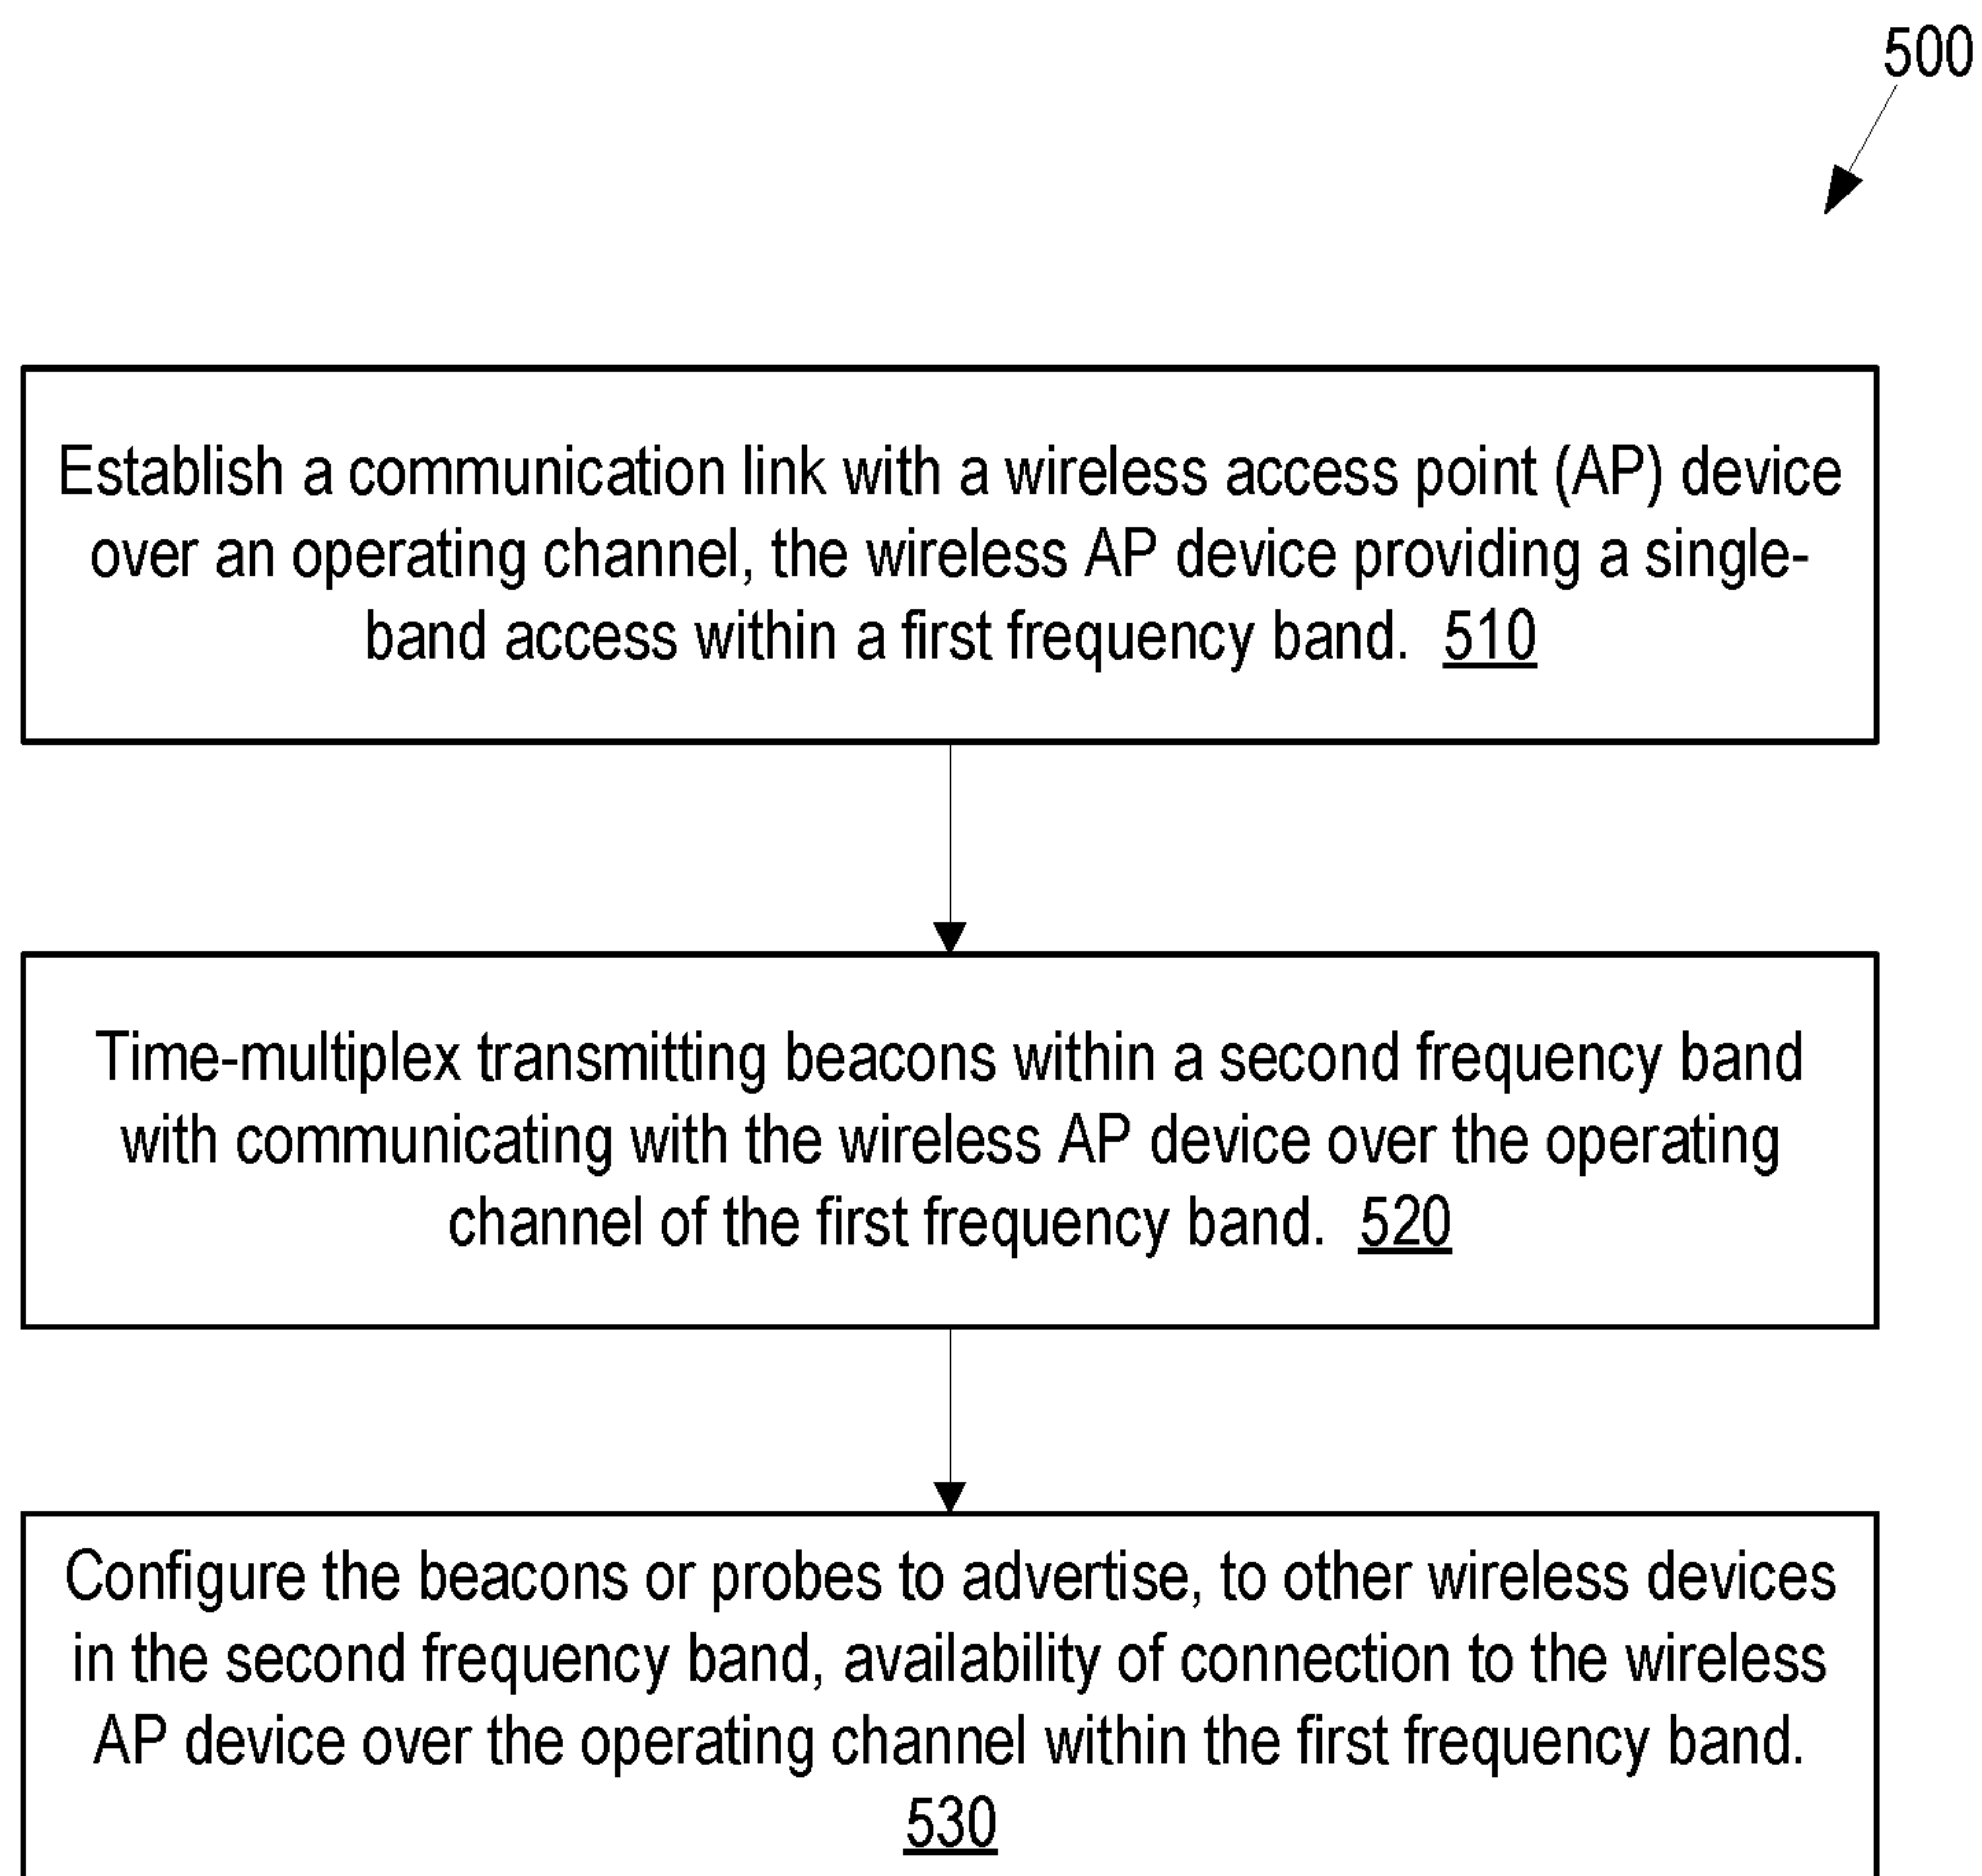 500
Establish a communication link with a wireless access point (AP) device
over an operating channel, the wireless AP device providing a single-
band access within a first frequency band. 510
Time-multiplex transmitting beacons within a second frequency band
with communicating with the wireless AP device over the operating
channel of the first frequency band. 520
Configure the beacons or probes to advertise, to other wireless devices
in the second frequency band, availability of connection to the wireless
AP device over the operating channel within the first frequency band.
530